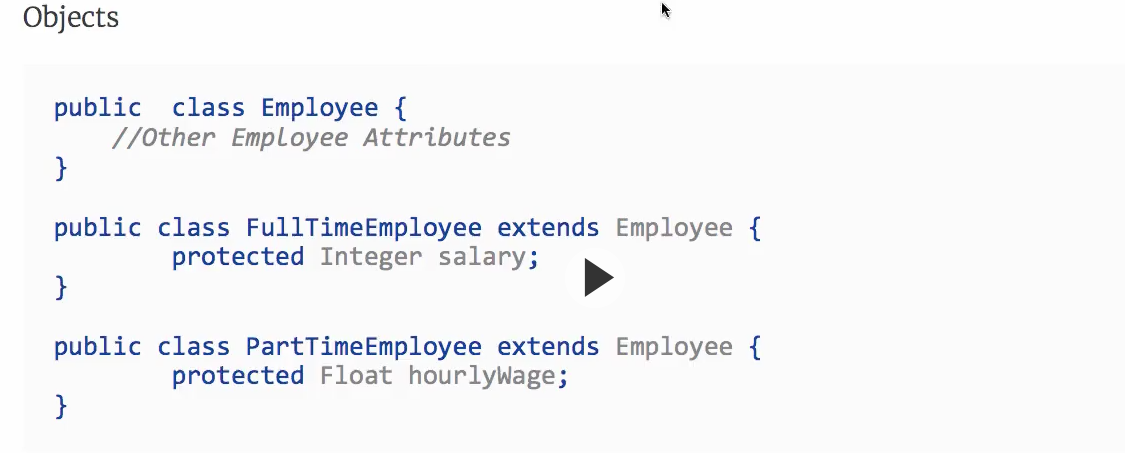 Objects
public  class Employee {
    //Other Employee Attributes
}
public class FullTimeEmployee extends Employee {
        protected Integer salary;
}
public class PartTimeEmployee extends Employee {
        protected Float hourlyWage;
}